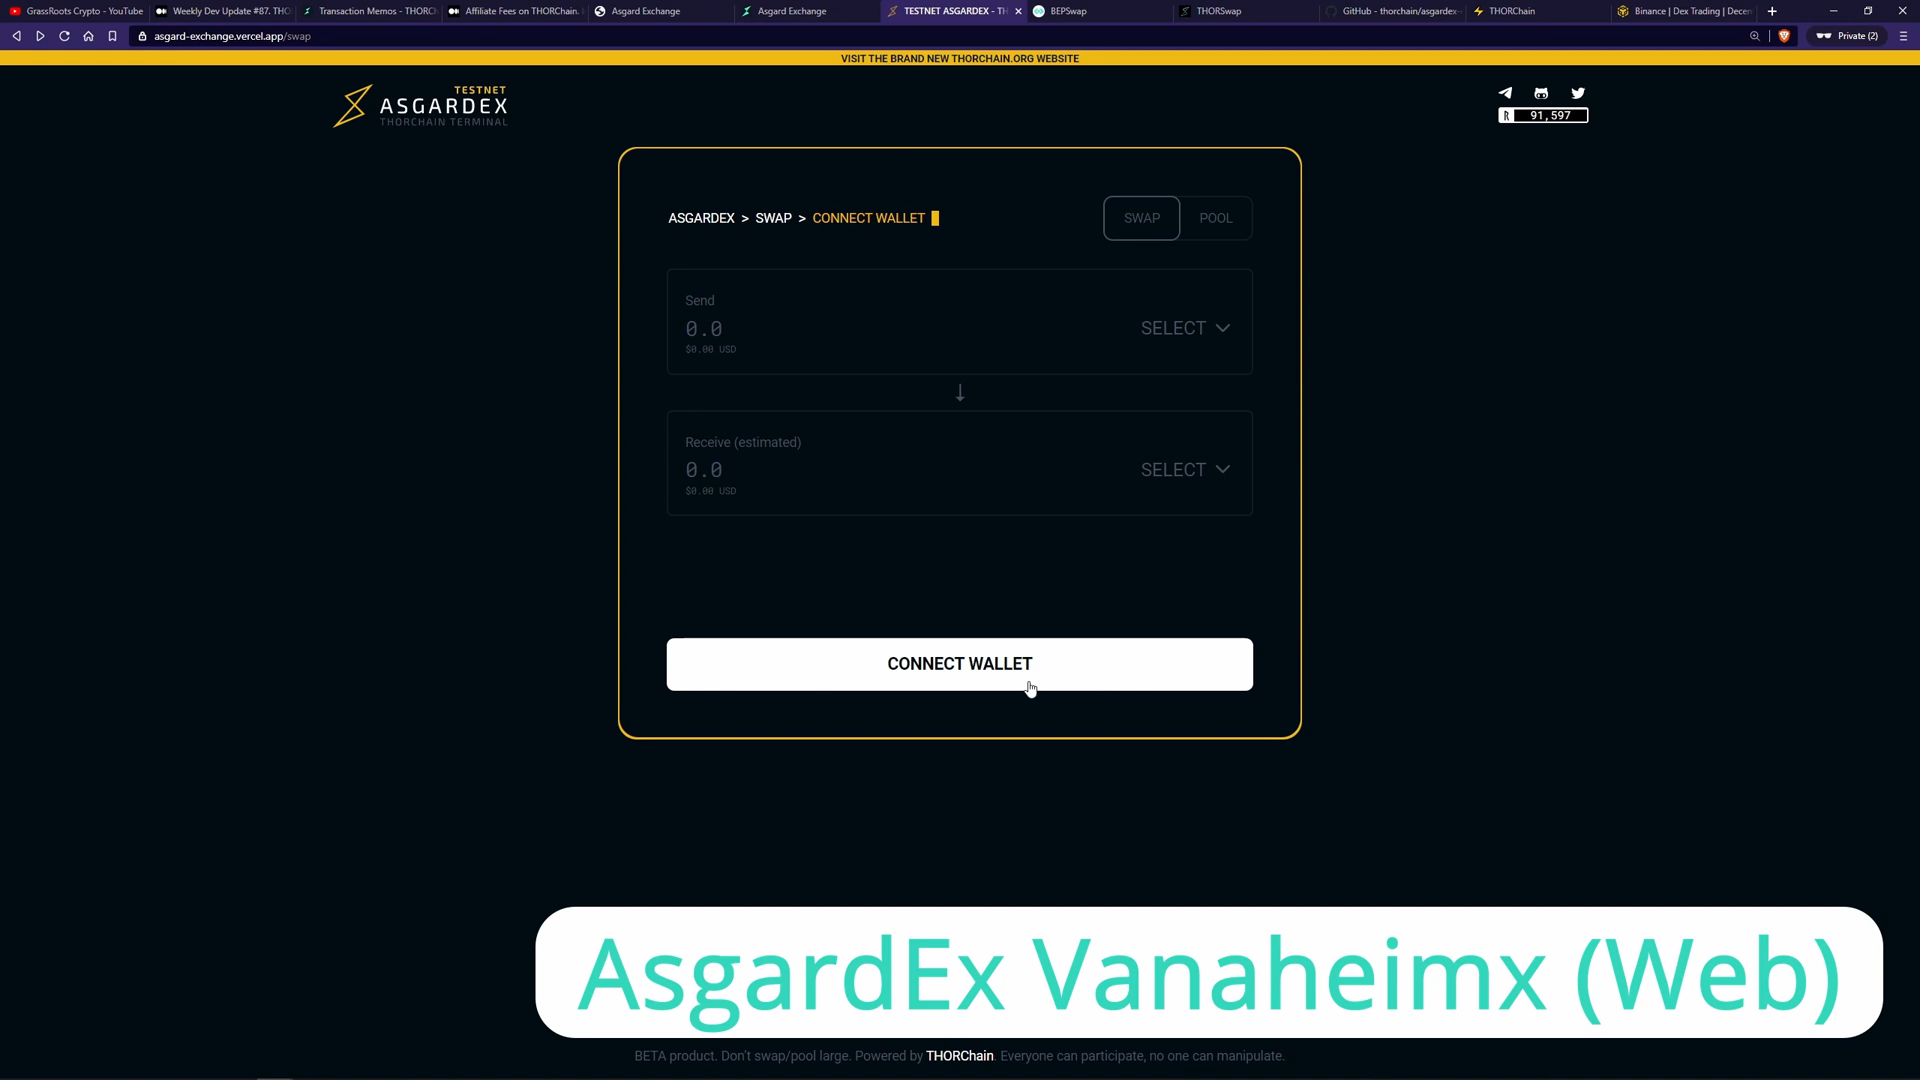 GrassRoots Crypto - YouTube
Weekly Dev Update #87. THO
Transaction Memos - THORCh
Affiliate Fees on THORChain.
Asgard Exchange
Asgard Exchange
TESTNET ASGARDEX - TH
BEPSwap
THORSwap
GitHub - thorchain/asgardex-
THORChain
Binance | Dex Trading | Decen
asgard-exchange.vercel.app/swap
Private (2)
VISIT THE BRAND NEW THORCHAIN.ORG WEBSITE
TESTNET
ASGARDEX
THORCHAIN TERMINAL
R 91,597
ASGARDEX > SWAP > CONNECT WALLET
SWAP
POOL
Send
0.0
SELECT
$0.00 USD
Receive (estimated)
0.0
SELECT
$0.00 USD
CONNECT WALLET
AsgardEx Vanaheimx (Web)
BETA product. Don't swap/pool large. Powered by THORChain. Everyone can participate, no one can manipulate.